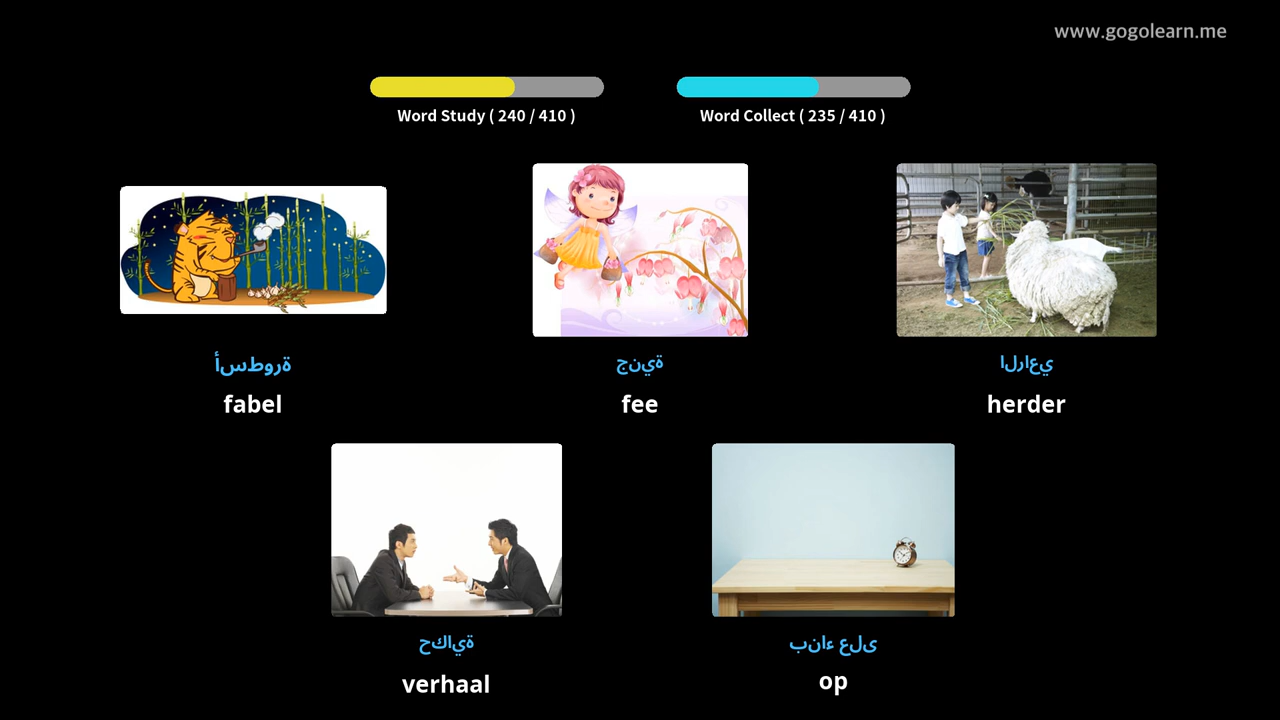 www.gogolearn.me
Word Study ( 240 / 410 )
Word Collect ( 235 / 410 )
أسطورة
fabel
جنية
fee
الراعي
herder
حكاية
verhaal
بناء على
op